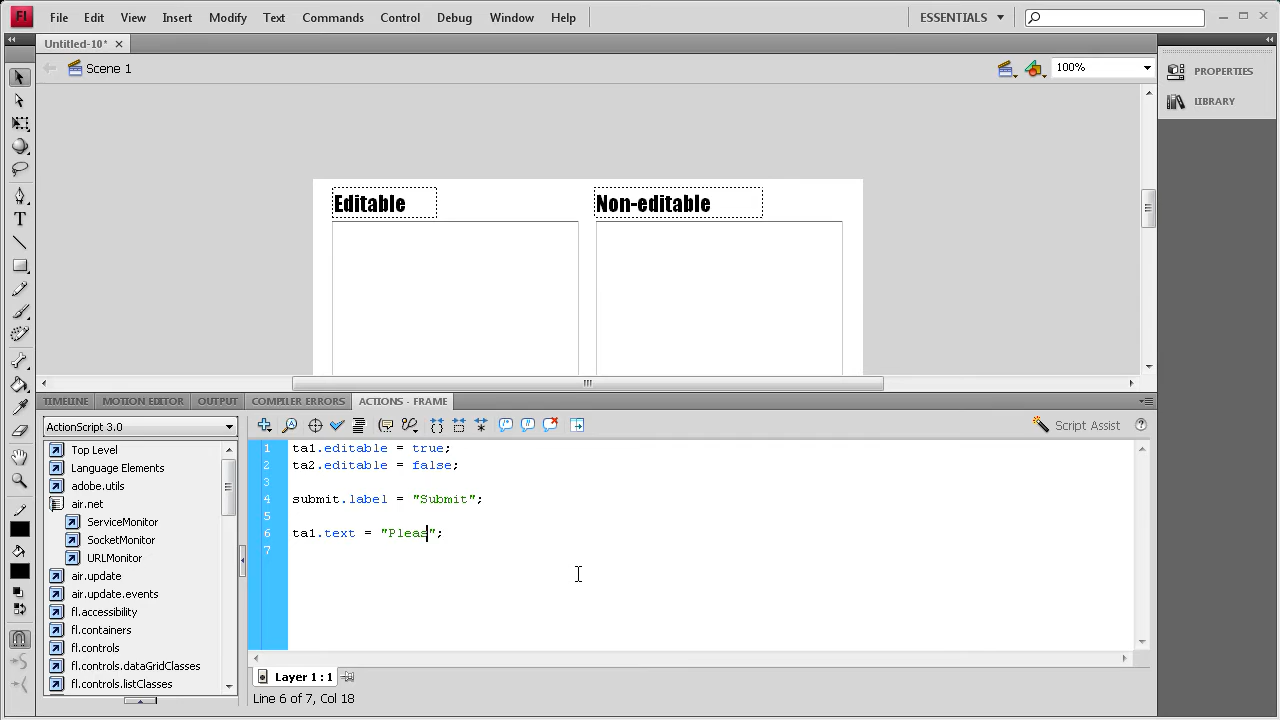 Fl File Edit View Insert Modify Text Commands Control Debug Window Help ESSENTIALS
Untitled-10*
Scene 1 100%
PROPERTIES
LIBRARY
Editable Non-editable
TIMELINE MOTION EDITOR OUTPUT COMPILER ERRORS ACTIONS - FRAME
ActionScript 3.0 Script Assist
Top Level
Language Elements
adobe.utils
air.net
ServiceMonitor
SocketMonitor
URLMonitor
air.update
air.update.events
fl.accessibility
fl.containers
fl.controls
fl.controls.dataGridClasses
fl.controls.listClasses
1 ta1.editable = true;
2 ta2.editable = false;
3
4 submit.label = "Submit";
5
6 ta1.text = "Pleas";
7
Layer 1 : 1
Line 6 of 7, Col 18